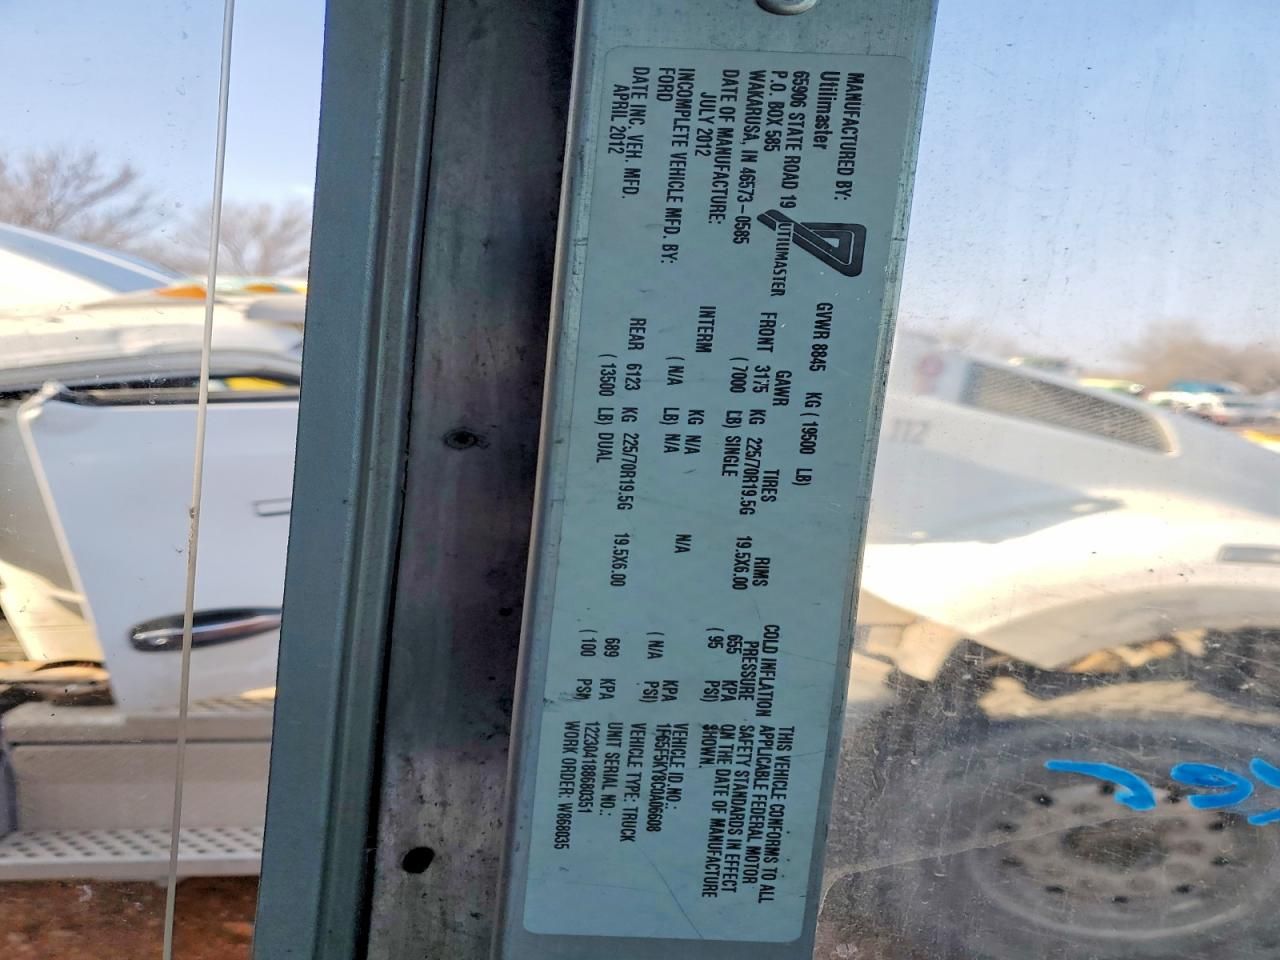 MANUFACTURED BY:
Utilimaster
65906 STATE ROAD 19
P.O. BOX 585
WAKARUSA, IN 46573-0585
DATE OF MANUFACTURE:
JULY 2012
INCOMPLETE VEHICLE MFD. BY:
FORD
DATE INC. VEH. MFD.
APRIL 2012
UTILIMASTER
GVWR 8845 KG ( 19500 LB)
GAWR TIRES RIMS COLD INFLATION PRESSURE
FRONT 3175 KG 225/70R19.5G 19.5X6.00 655 KPA
( 7000 LB) SINGLE ( 95 PSI)
INTERM KG N/A N/A KPA
( N/A LB) N/A ( N/A PSI)
REAR 6123 KG 225/70R19.5G 19.5X6.00 689 KPA
( 13500 LB) DUAL ( 100 PSI)
THIS VEHICLE CONFORMS TO ALL
APPLICABLE FEDERAL MOTOR
SAFETY STANDARDS IN EFFECT
ON THE DATE OF MANUFACTURE
SHOWN.
VEHICLE ID.NO.:
1F65F5KY8C0A06608
VEHICLE TYPE: TRUCK
UNIT SERIAL NO.:
122304188680351
WORK ORDER: W868035